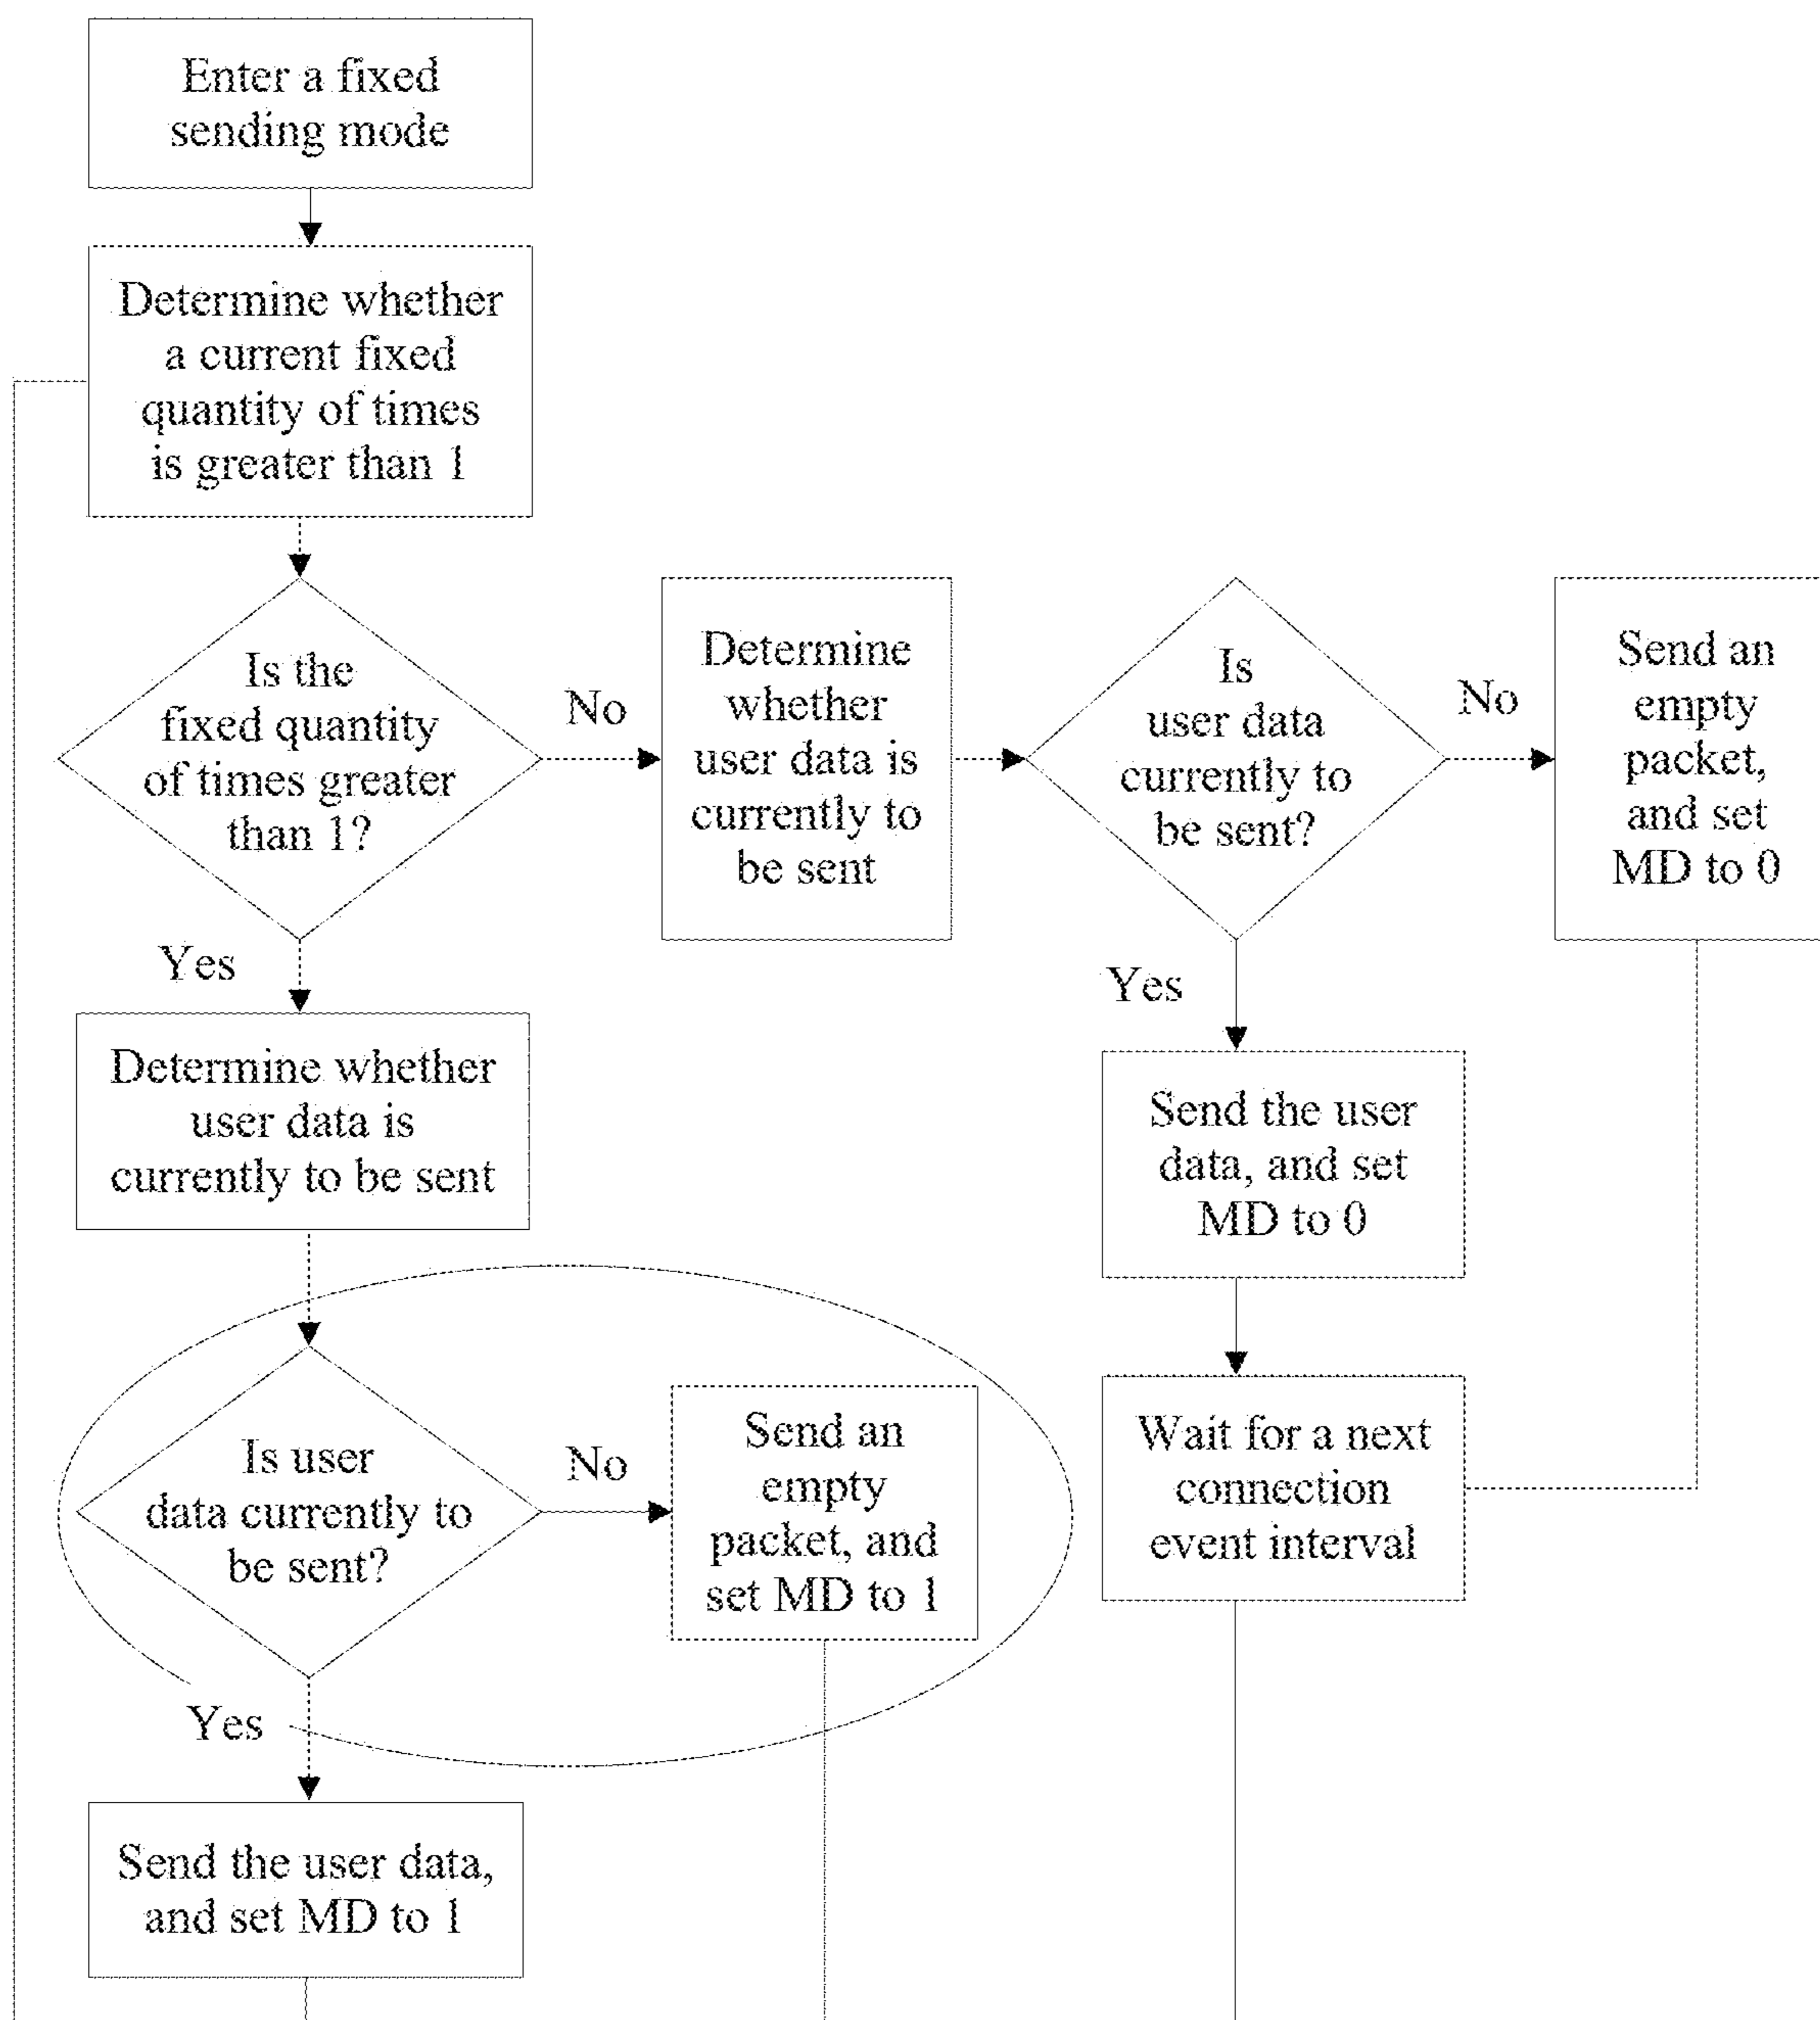 Enter a fixed
sending mode
Determine whether
a current fixed
quantity of times
is greater than 1
Is the
fixed quantity
of times greater
than 1?
No
Determine
whether
user data is
currently to
be sent
Is
user data
currently to
be sent?
No
Send an
empty
packet,
and set
MD to 0
Yes
Determine whether
user data is
currently to be sent
Yes
Send the user
data, and set
MD to 0
Is user
data currently to
be sent?
No
Send an
empty
packet, and
set MD to 1
Wait for a next
connection
event interval
Yes
Send the user data,
and set MD to 1